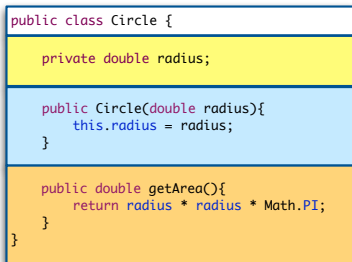 public class Circle {
private double radius;
public Circle(double radius){
this.radius = radius;
}
public double getArea(){
return radius * radius * Math.PI;
}
}